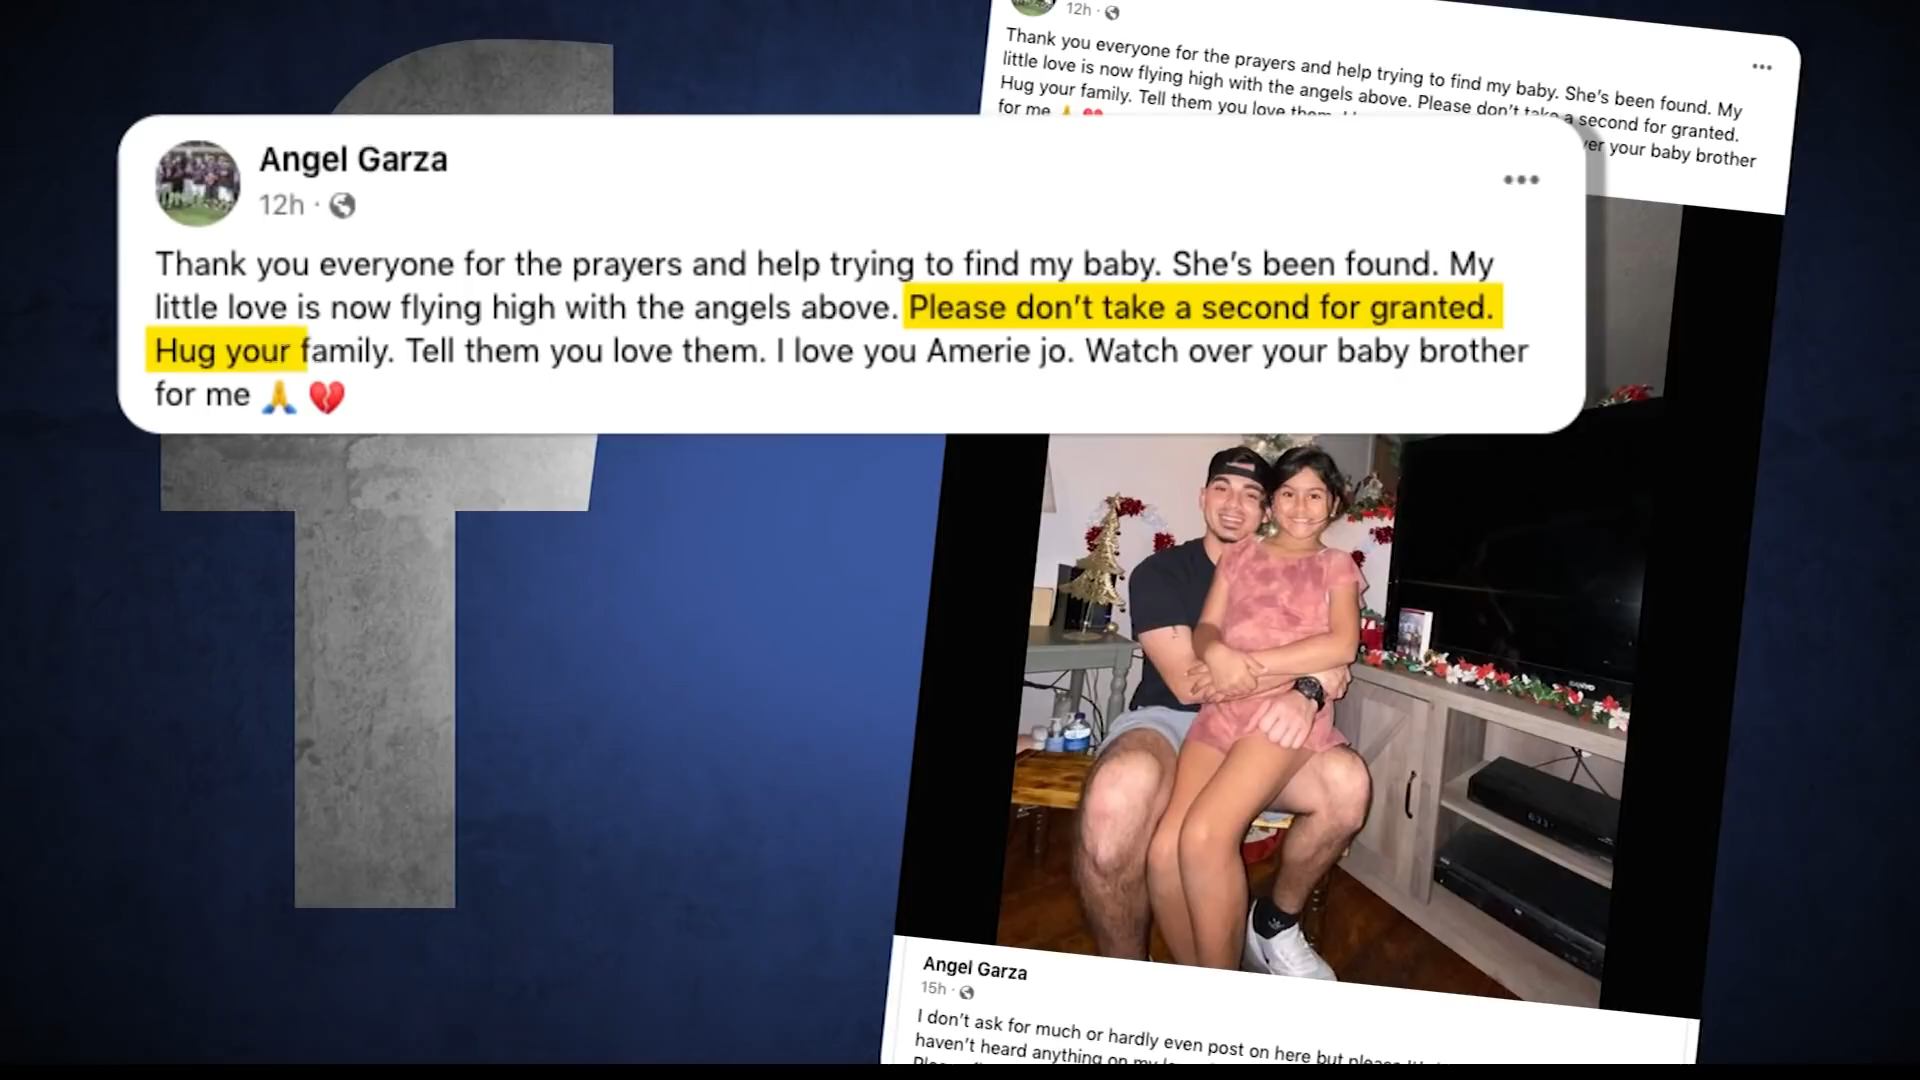 12h
Thank you everyone for the prayers and help trying to find my baby. She's been found. My
little love is now flying high with the angels above. Please don't take a second for granted.
Hug your family. Tell them you love
for me 🙏 💔
your baby brother
Angel Garza
12h
Thank you everyone for the prayers and help trying to find my baby. She's been found. My
little love is now flying high with the angels above. Please don't take a second for granted.
Hug your family. Tell them you love them. I love you Amerie jo. Watch over your baby brother
for me 🙏 💔
SANYO
Angel Garza
15h
I don't ask for much or hardly even post on here but please
haven't heard anything on my